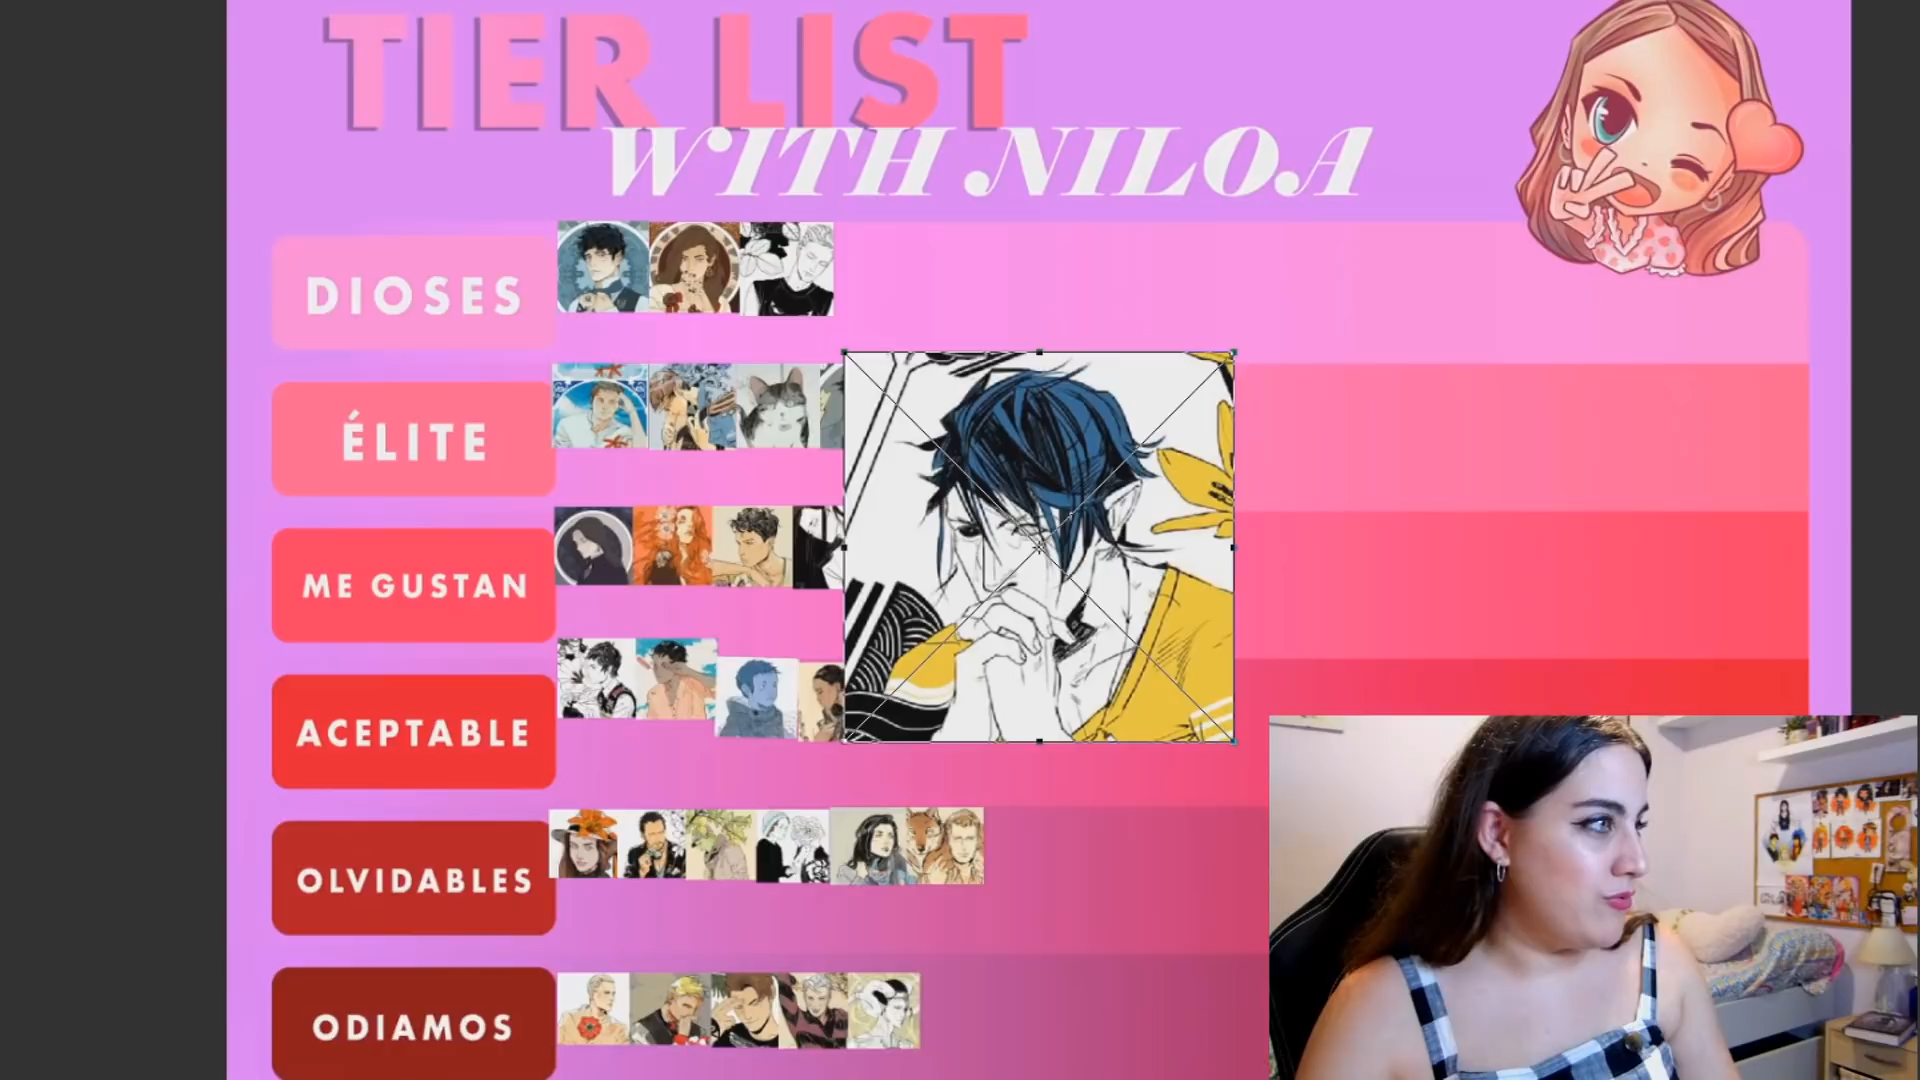 TIER LIST
WITH NILOA
DIOSES
ÉLITE
ME GUSTAN
ACEPTABLE
OLVIDABLES
ODIAMOS